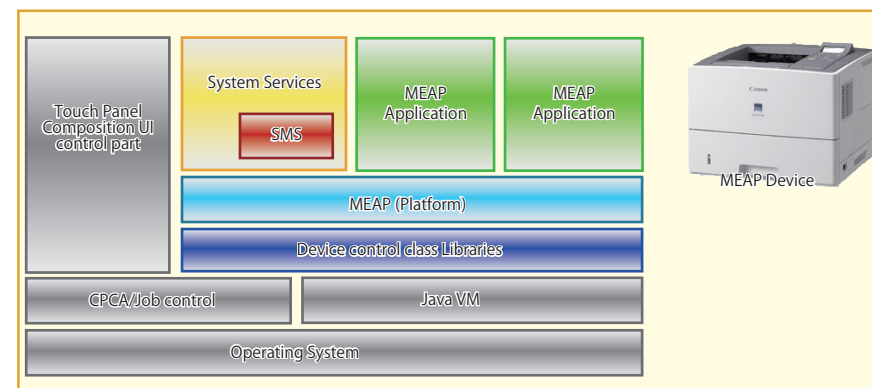 Touch Panel
Composition UI
control part
System Services
SMS
MEAP
Application
MEAP
Application
Canon
MEAP Device
MEAP (Platform)
Device control class Libraries
CPCA/Job control
Java VM
Operating System